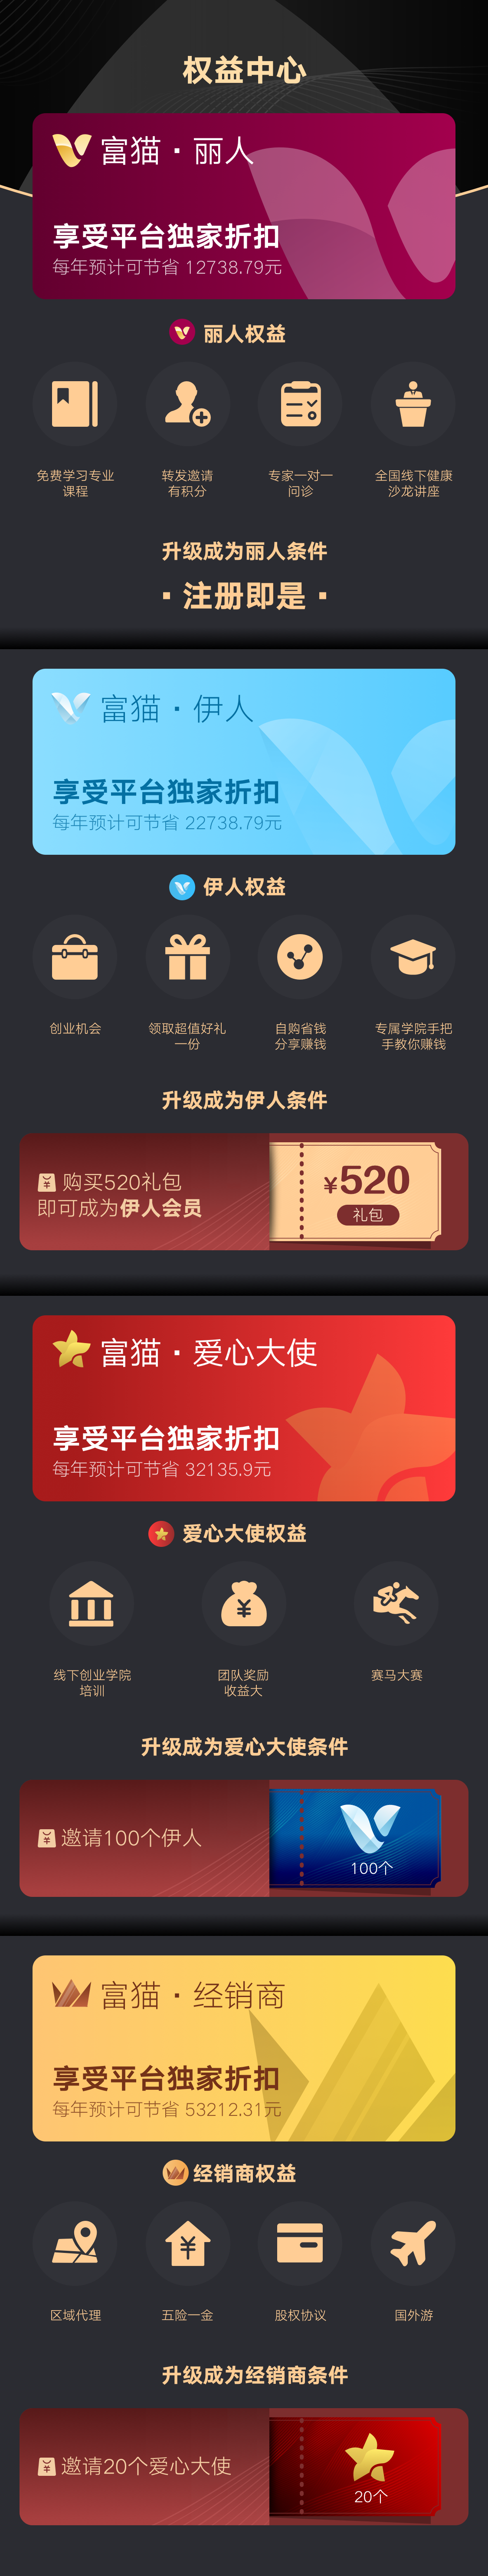 权益中心
富猫·丽人
享受平台独家折扣
每年预计可节省 12738.79元
丽人权益
免费学习专业
课程
转发邀请
有积分
专家一对一
问诊
全国线下健康
沙龙讲座
升级成为丽人条件
· 注册即是 ·
富猫·伊人
享受平台独家折扣
每年预计可节省 22738.79元
伊人权益
创业机会
领取超值好礼
一份
自购省钱
分享赚钱
专属学院手把
手教你赚钱
升级成为伊人条件
购买520礼包
即可成为伊人会员
¥520
礼包
富猫·爱心大使
享受平台独家折扣
每年预计可节省 32135.9元
爱心大使权益
线下创业学院
培训
团队奖励
收益大
赛马大赛
升级成为爱心大使条件
邀请100个伊人
100个
富猫·经销商
享受平台独家折扣
每年预计可节省 53212.31元
经销商权益
区域代理
五险一金
股权协议
国外游
升级成为经销商条件
邀请20个爱心大使
20个